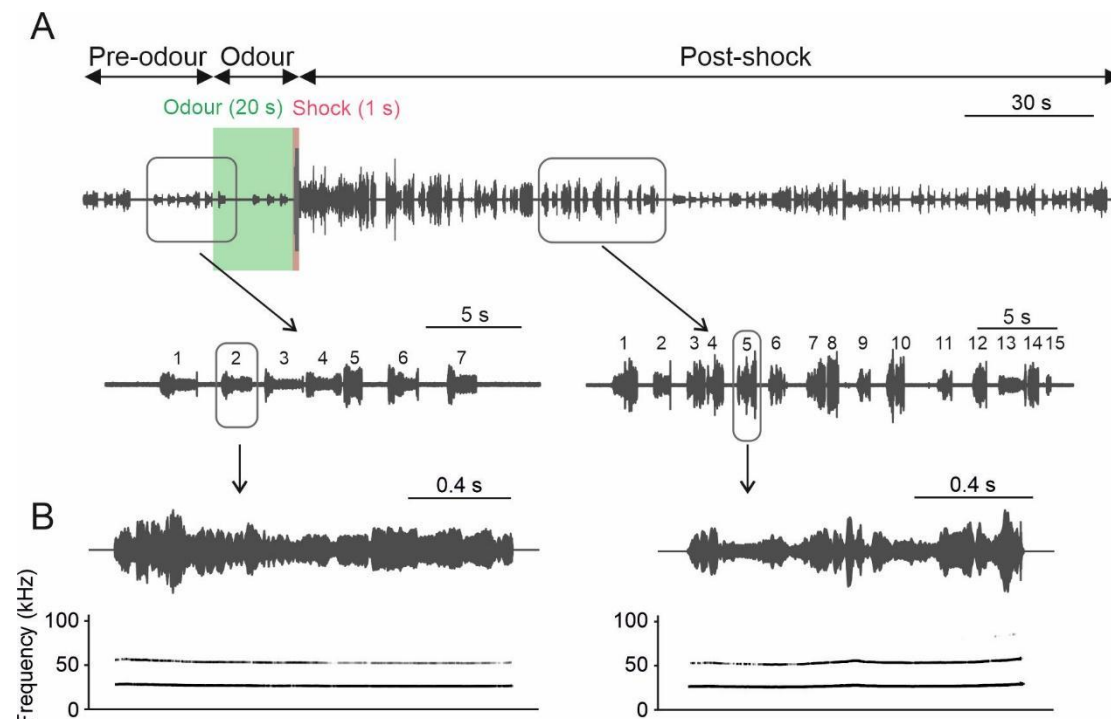 A
Pre-odour Odour Post-shock
Odour (20 s) Shock (1 s)
30 s
5 s
1 2 3 4 5 6 7
5 s
1 2 3 4 5 6 7 8 9 10 11 12 13 14 15
B
0.4 s
0.4 s
Frequency (kHz)
100
50
0
100
50
0